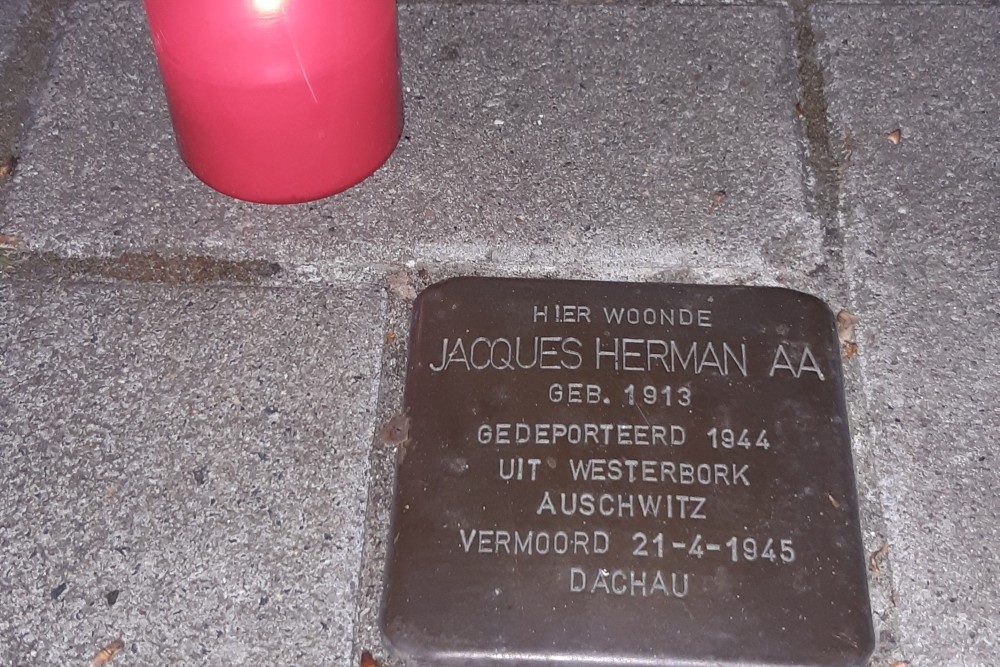 HIER WOONDE
JACQUES HERMAN AA
GEB. 1913
GEDEPORTEERD 1944
UIT WESTERBORK
AUSCHWITZ
VERMOORD 21-4-1945
DACHAU